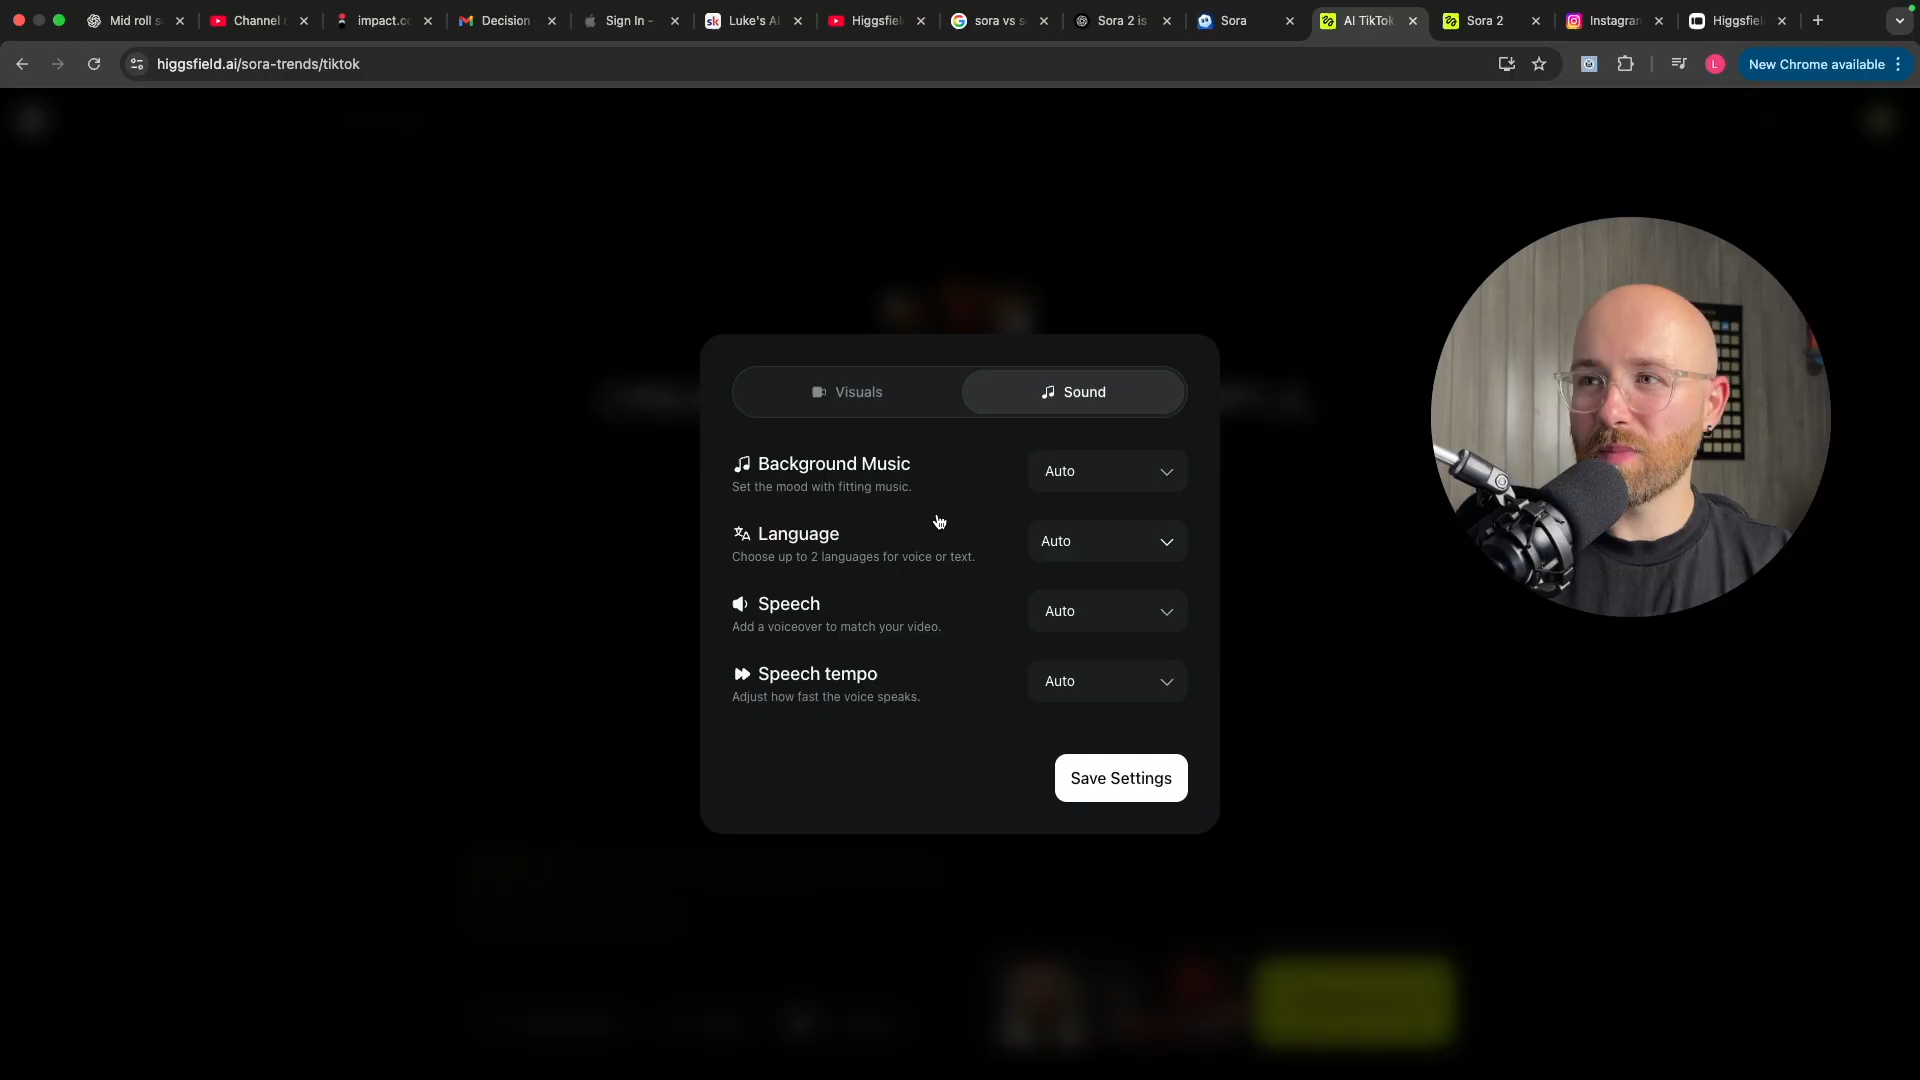 Mid roll s
Channel
impact.c
Decision
Sign In -
Luke's AI
Higgsfiel
sora vs s
Sora 2 is
Sora
AI TikTok
Sora 2
Instagram
Higgsfiel
higgsfield.ai/sora-trends/tiktok
L
New Chrome available
Visuals
Sound
Background Music
Auto
Set the mood with fitting music.
Language
Auto
Choose up to 2 languages for voice or text.
Speech
Auto
Add a voiceover to match your video.
Speech tempo
Auto
Adjust how fast the voice speaks.
Save Settings